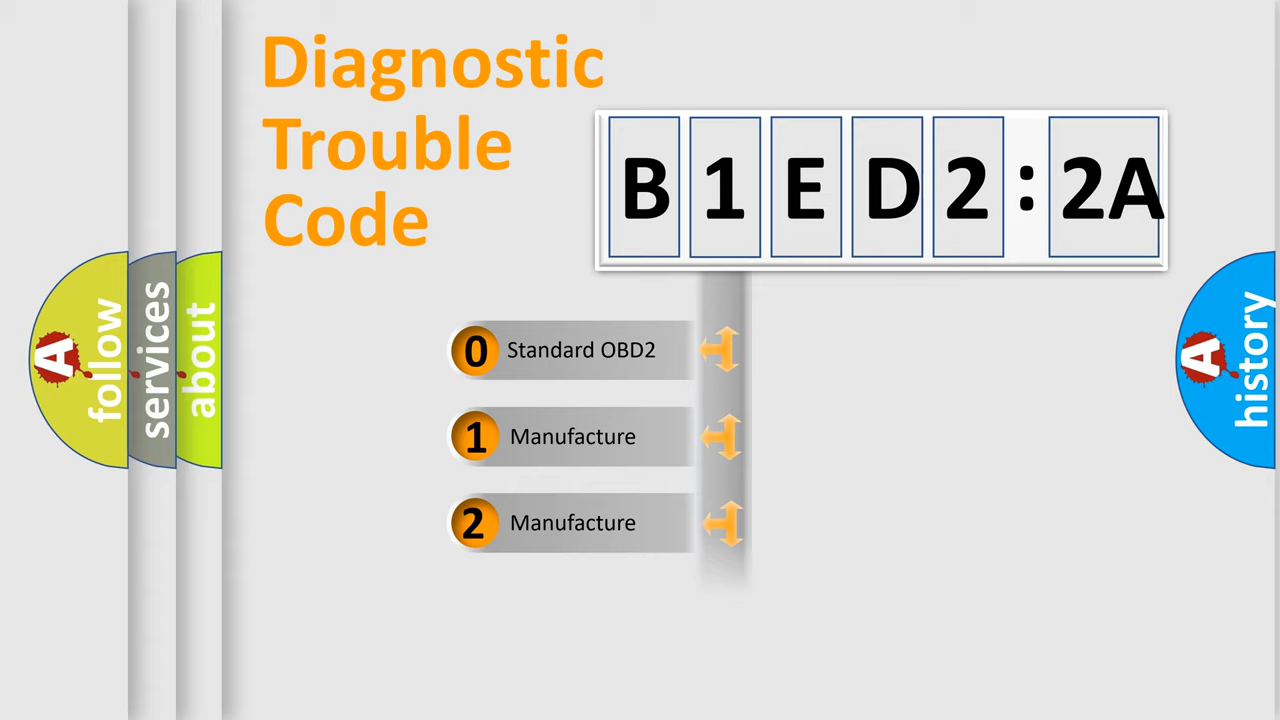 Diagnostic
Trouble
Code
B1ED2:2A
0 Standard OBD2
1 Manufacture
2 Manufacture
A follow
services
about
A history